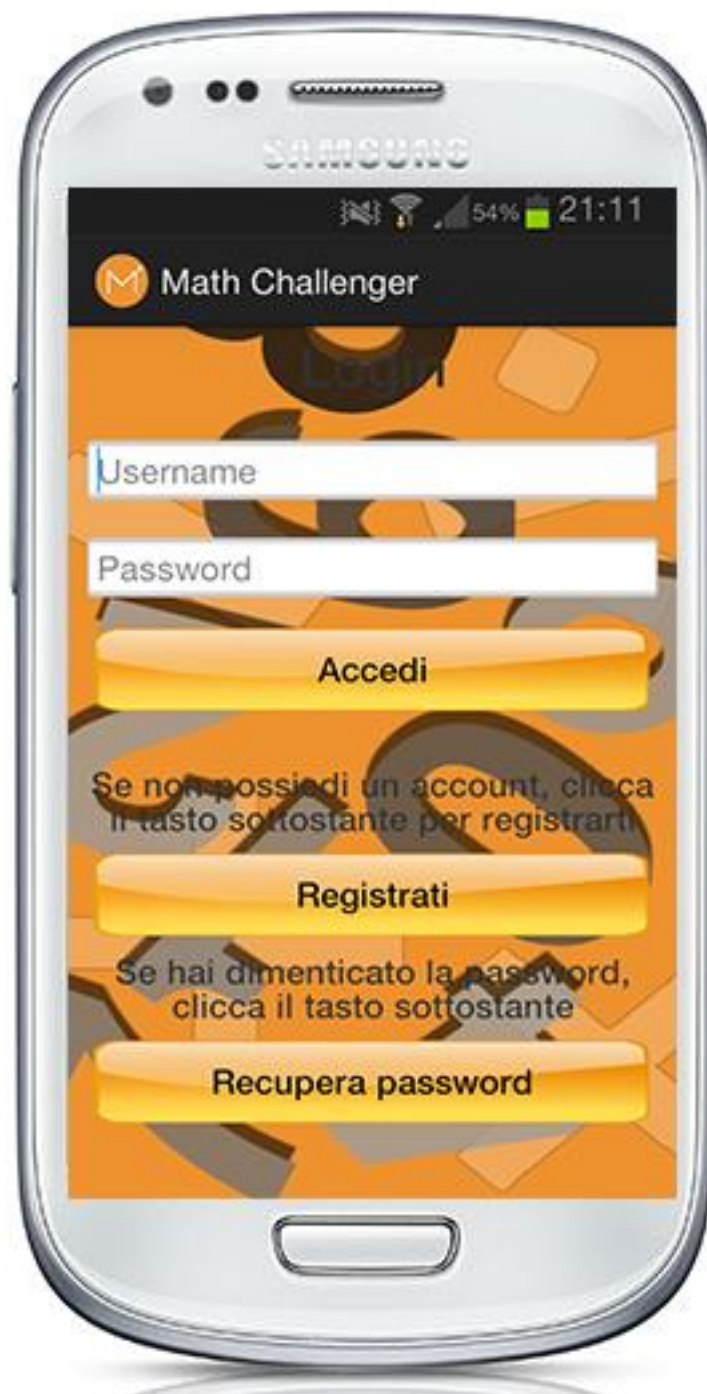 SAMSUNG
54% 21:11
Math Challenger
Login
Username
Password
Accedi
Se non possiedi un account, clicca
il tasto sottostante per registrarti
Registrati
Se hai dimenticato la password,
clicca il tasto sottostante
Recupera password